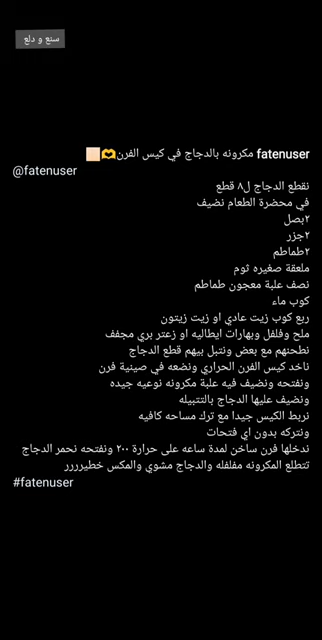 سنع و دلع
fatenuser مكرونه بالدجاج في كيس الفرن🫶🏻
@fatenuser
نقطع الدجاج ل٨ قطع
في محضرة الطعام نضيف
٢بصل
٢جزر
٢طماطم
ملعقة صغيره ثوم
نصف علبة معجون طماطم
كوب ماء
ربع كوب زيت عادي او زيت زيتون
ملح وفلفل وبهارات ايطاليه او زعتر بري مجفف
نطحنهم مع بعض ونتبل بيهم قطع الدجاج
ناخد كيس الفرن الحراري ونضعه في صينية فرن
ونفتحه ونضيف فيه علبة مكرونه نوعيه جيده
ونضيف عليها الدجاج بالتتبيله
نربط الكيس جيدا مع ترك مساحه كافيه
ونتركه بدون اي فتحات
ندخلها فرن ساخن لمدة ساعه على حرارة ٢٠٠ ونفتحه نحمر الدجاج
تتطلع المكرونه مفلفله والدجاج مشوي والمكس خطيرررر
#fatenuser